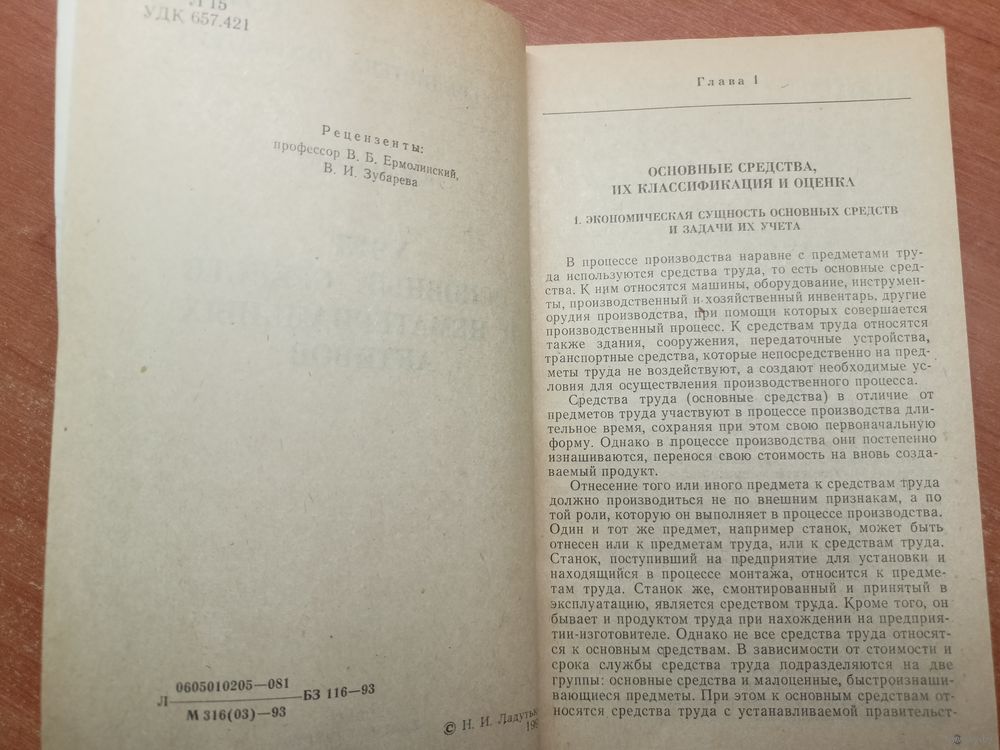 Л 15
УДК 657.421
Рецензенты:
профессор В. Б. Ермолинский,
В. И. Зубарева
0605010205—081
Л
БЗ 116—93
М 316(03)—93
© Н. И. Ладутьк
Глава 1
ОСНОВНЫЕ СРЕДСТВА,
ИХ КЛАССИФИКАЦИЯ И ОЦЕНКА
1. ЭКОНОМИЧЕСКАЯ СУЩНОСТЬ ОСНОВНЫХ СРЕДСТВ
И ЗАДАЧИ ИХ УЧЕТА
В процессе производства наравне с предметами тру-
да используются средства труда, то есть основные сред-
ства. К ним относятся машины, оборудование, инструмен-
ты, производственный и хозяйственный инвентарь, другие
орудия производства, при помощи которых совершается
производственный процесс. К средствам труда относятся
также здания, сооружения, передаточные устройства,
транспортные средства, которые непосредственно на пред-
меты труда не воздействуют, а создают необходимые ус-
ловия для осуществления производственного процесса.
Средства труда (основные средства) в отличие от
предметов труда участвуют в процессе производства дли-
тельное время, сохраняя при этом свою первоначальную
форму. Однако в процессе производства они постепенно
изнашиваются, перенося свою стоимость на вновь созда-
ваемый продукт.
Отнесение того или иного предмета к средствам труда
должно производиться не по внешним признакам, а по
той роли, которую он выполняет в процессе производства.
Один и тот же предмет, например станок, может быть
отнесен или к предметам труда, или к средствам труда.
Станок, поступивший на предприятие для установки и
находящийся в процессе монтажа, относится к предме-
там труда. Станок же, смонтированный и принятый в
эксплуатацию, является средством труда. Кроме того, он
бывает и продуктом труда при нахождении на предприя-
тии-изготовителе. Однако не все средства труда относят-
ся к основным средствам. В зависимости от стоимости и
срока службы средства труда подразделяются на две
группы: основные средства и малоценные, быстроизнаши-
вающиеся предметы. При этом к основным средствам от-
носятся средства труда с устанавливаемой правительст-